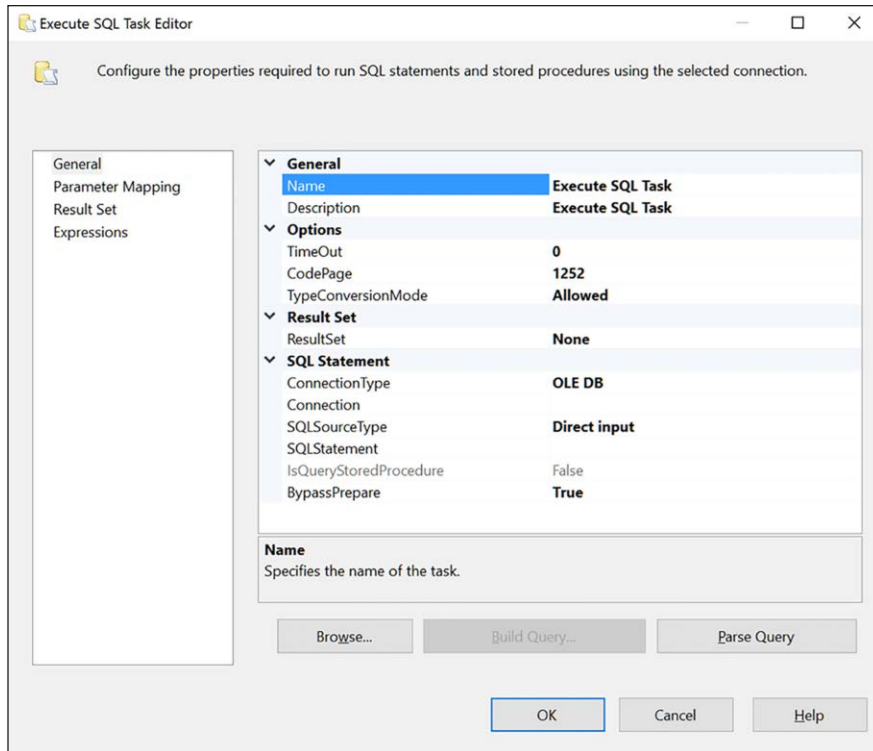 Execute SQL Task Editor
Configure the properties required to run SQL statements and stored procedures using the selected connection.
General
Parameter Mapping
Result Set
Expressions
General
Name Execute SQL Task
Description Execute SQL Task
Options
TimeOut 0
CodePage 1252
TypeConversionMode Allowed
Result Set
ResultSet None
SQL Statement
ConnectionType OLE DB
Connection
SQLSourceType Direct input
SQLStatement
IsQueryStoredProcedure False
BypassPrepare True
Name
Specifies the name of the task.
Browse... Build Query... Parse Query
OK Cancel Help